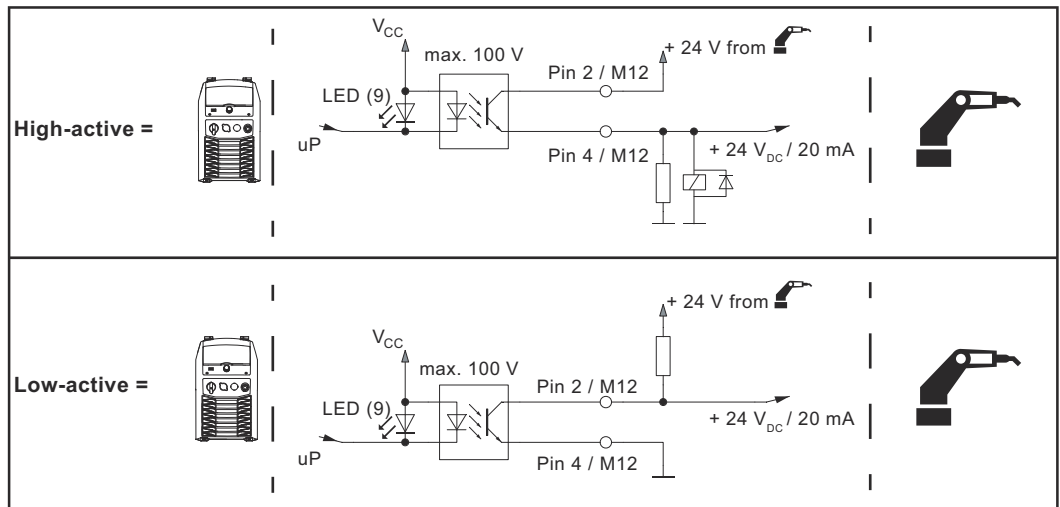 High-active =
V_CC
max. 100 V
+ 24 V from
Pin 2 / M12
LED (9)
uP
Pin 4 / M12
+ 24 V_DC / 20 mA
Low-active =
+ 24 V from
V_CC
max. 100 V
Pin 2 / M12
LED (9)
+ 24 V_DC / 20 mA
uP
Pin 4 / M12